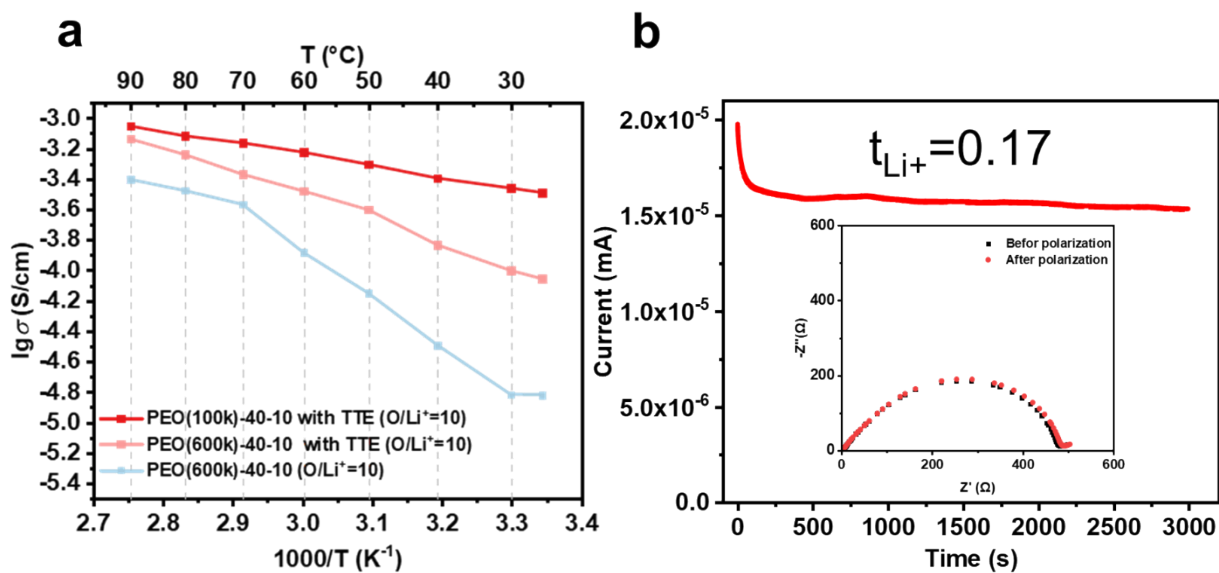 a
T (°C)
90 80 70 60 50 40 30
lgσ (S/cm)
-3.0
-3.2
-3.4
-3.6
-3.8
-4.0
-4.2
-4.4
-4.6
-4.8
-5.0
-5.2
-5.4
PEO(100k)-40-10 with TTE (O/Li⁺=10)
PEO(600k)-40-10 with TTE (O/Li⁺=10)
PEO(600k)-40-10 (O/Li⁺=10)
2.7 2.8 2.9 3.0 3.1 3.2 3.3 3.4
1000/T (K⁻¹)
b
Current (mA)
2.0x10⁻⁵
1.5x10⁻⁵
1.0x10⁻⁵
5.0x10⁻⁶
0.0
t_Li+=0.17
-Z''(Ω)
600
400
200
0
Befor polarization
After polarization
0 200 400 600
Z' (Ω)
0 500 1000 1500 2000 2500 3000
Time (s)